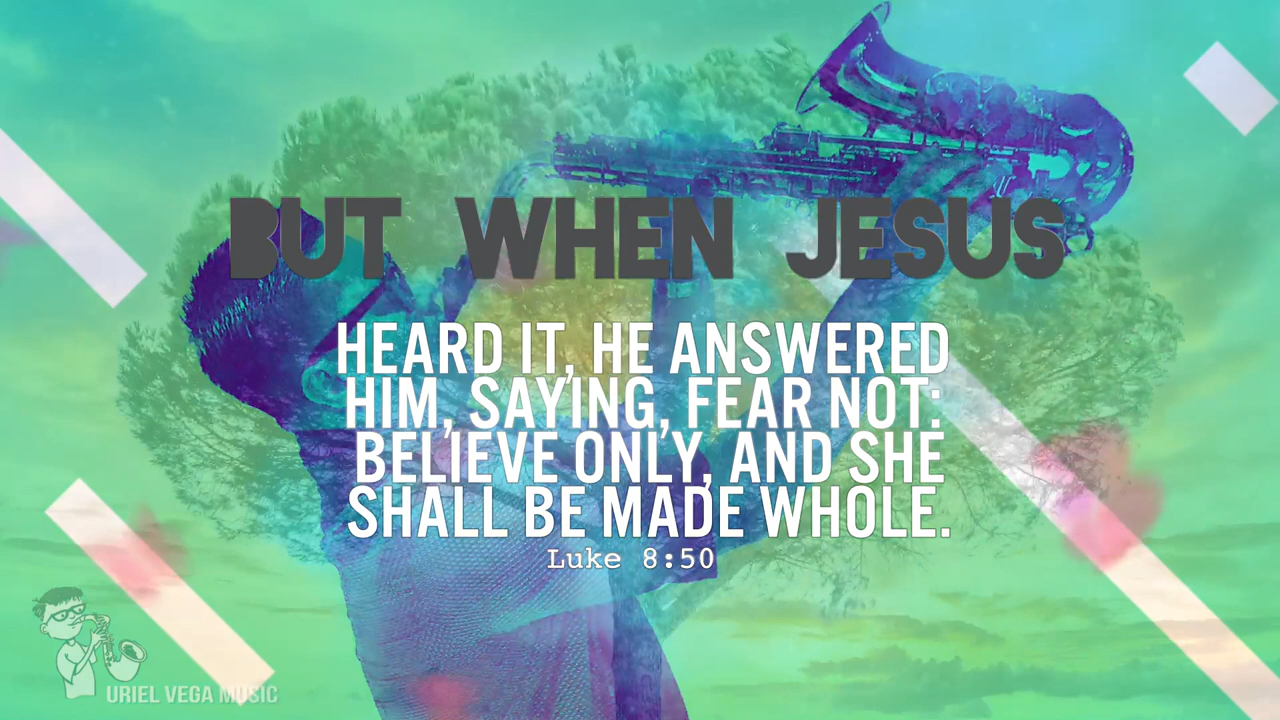 BUT WHEN JESUS
HEARD IT, HE ANSWERED
HIM, SAYING, FEAR NOT:
BELIEVE ONLY, AND SHE
SHALL BE MADE WHOLE.
Luke 8:50
URIEL VEGA MUSIC